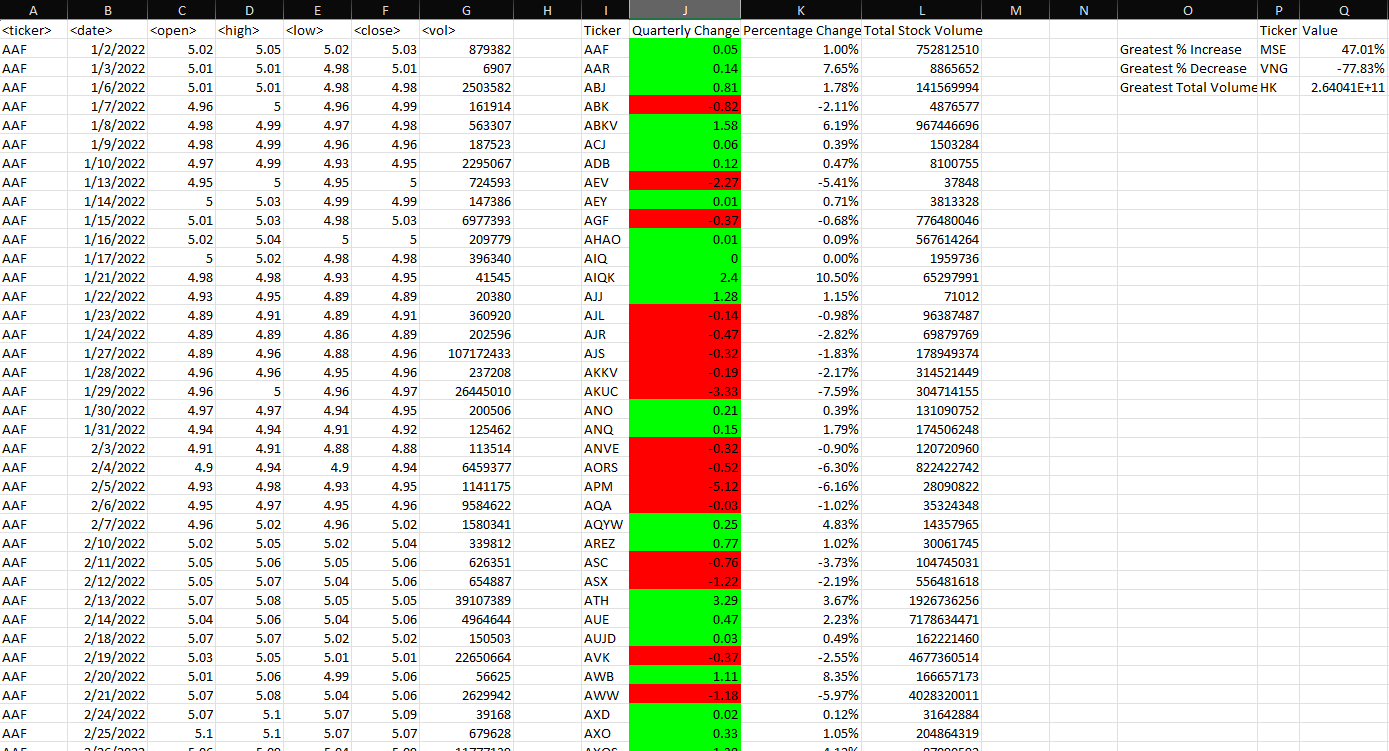 A B C D E F G H I J K L M N O P Q
<ticker> <date> <open> <high> <low> <close> <vol> Ticker Quarterly Change Percentage Change Total Stock Volume Ticker Value
AAF 1/2/2022 5.02 5.05 5.02 5.03 879382 AAF 0.05 1.00% 752812510 Greatest % Increase MSE 47.01%
AAF 1/3/2022 5.01 5.01 4.98 5.01 6907 AAR 0.14 7.65% 8865652 Greatest % Decrease VNG -77.83%
AAF 1/6/2022 5.01 5.01 4.98 4.98 2503582 ABJ 0.81 1.78% 141569994 Greatest Total Volume HK 2.64041E+11
AAF 1/7/2022 4.96 5 4.96 4.99 161914 ABK -0.82 -2.11% 4876577
AAF 1/8/2022 4.98 4.99 4.97 4.98 563307 ABKV 1.58 6.19% 967446696
AAF 1/9/2022 4.98 4.99 4.96 4.96 187523 ACJ 0.06 0.39% 1503284
AAF 1/10/2022 4.97 4.99 4.93 4.95 2295067 ADB 0.12 0.47% 8100755
AAF 1/13/2022 4.95 5 4.95 5 724593 AEV -2.27 -5.41% 37848
AAF 1/14/2022 5 5.03 4.99 4.99 147386 AEY 0.01 0.71% 3813328
AAF 1/15/2022 5.01 5.03 4.98 5.03 6977393 AGF -0.37 -0.68% 776480046
AAF 1/16/2022 5.02 5.04 5 5 209779 AHAO 0.01 0.09% 567614264
AAF 1/17/2022 5 5.02 4.98 4.98 396340 AIQ 0 0.00% 1959736
AAF 1/21/2022 4.98 4.98 4.93 4.95 41545 AIQK 2.4 10.50% 65297991
AAF 1/22/2022 4.93 4.95 4.89 4.89 20380 AJJ 1.28 1.15% 71012
AAF 1/23/2022 4.89 4.91 4.89 4.91 360920 AJL -0.14 -0.98% 96387487
AAF 1/24/2022 4.89 4.89 4.86 4.89 202596 AJR -0.47 -2.82% 69879769
AAF 1/27/2022 4.89 4.96 4.88 4.96 107172433 AJS -0.32 -1.83% 178949374
AAF 1/28/2022 4.96 4.96 4.95 4.96 237208 AKKV -0.19 -2.17% 314521449
AAF 1/29/2022 4.96 5 4.96 4.97 26445010 AKUC -3.33 -7.59% 304714155
AAF 1/30/2022 4.97 4.97 4.94 4.95 200506 ANO 0.21 0.39% 131090752
AAF 1/31/2022 4.94 4.94 4.91 4.92 125462 ANQ 0.15 1.79% 174506248
AAF 2/3/2022 4.91 4.91 4.88 4.88 113514 ANVE -0.32 -0.90% 120720960
AAF 2/4/2022 4.9 4.94 4.9 4.94 6459377 AORS -0.52 -6.30% 822422742
AAF 2/5/2022 4.93 4.98 4.93 4.95 1141175 APM -5.12 -6.16% 28090822
AAF 2/6/2022 4.95 4.97 4.95 4.96 9584622 AQA -0.03 -1.02% 35324348
AAF 2/7/2022 4.96 5.02 4.96 5.02 1580341 AQYW 0.25 4.83% 14357965
AAF 2/10/2022 5.02 5.05 5.02 5.04 339812 AREZ 0.77 1.02% 30061745
AAF 2/11/2022 5.05 5.06 5.05 5.06 626351 ASC -0.76 -3.73% 104745031
AAF 2/12/2022 5.05 5.07 5.04 5.06 654887 ASX -1.22 -2.19% 556481618
AAF 2/13/2022 5.07 5.08 5.05 5.05 39107389 ATH 3.29 3.67% 1926736256
AAF 2/14/2022 5.04 5.06 5.04 5.06 4964644 AUE 0.47 2.23% 7178634471
AAF 2/18/2022 5.07 5.07 5.02 5.02 150503 AUJD 0.03 0.49% 162221460
AAF 2/19/2022 5.03 5.05 5.01 5.01 22650664 AVK -0.37 -2.55% 4677360514
AAF 2/20/2022 5.01 5.06 4.99 5.06 56625 AWB 1.11 8.35% 166657173
AAF 2/21/2022 5.07 5.08 5.04 5.06 2629942 AWW -1.18 -5.97% 4028320011
AAF 2/24/2022 5.07 5.1 5.07 5.09 39168 AXD 0.02 0.12% 31642884
AAF 2/25/2022 5.1 5.1 5.07 5.07 679628 AXO 0.33 1.05% 204864319